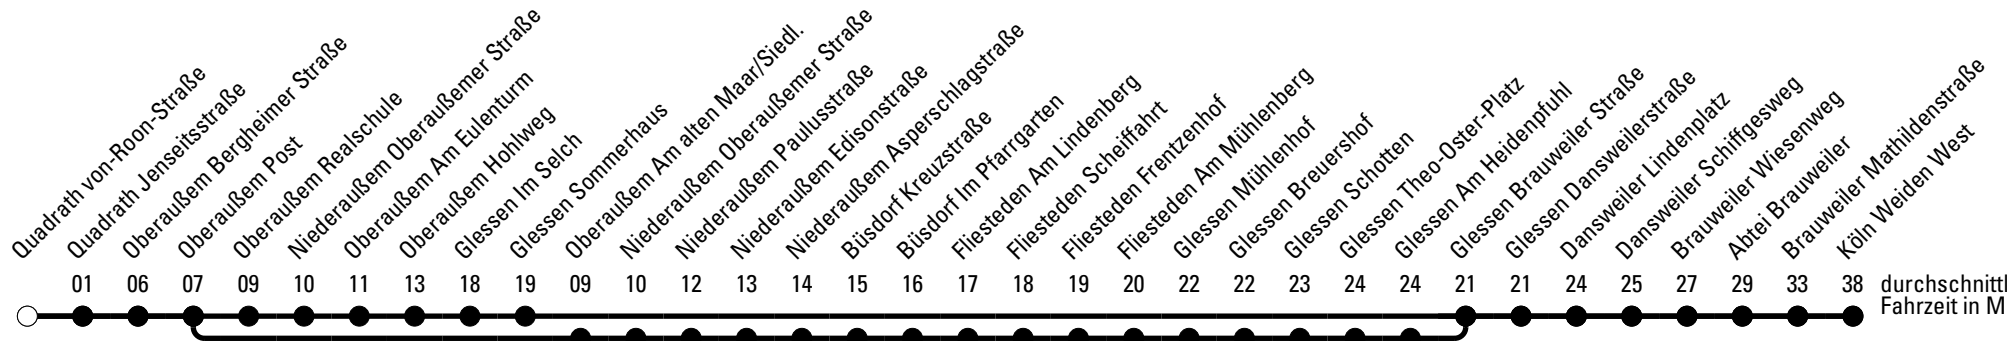 Quadrath von-Roon-Straße
Quadrath Jenseitsstraße
Oberaußem Bergheimer Straße
Oberaußem Post
Oberaußem Realschule
Niederaußem Oberaußemer Straße
Oberaußem Am Eulenturm
Oberaußem Hohlweg
Glessen Im Selch
Glessen Sommerhaus
Oberaußem Am alten Maar/Siedl.
Niederaußem Oberaußemer Straße
Niederaußem Paulusstraße
Niederaußem Edisonstraße
Niederaußem Asperschlagstraße
Büsdorf Kreuzstraße
Büsdorf Im Pfarrgarten
Fliesteden Am Lindenberg
Fliesteden Scheiffahrt
Fliesteden Frentzenhof
Fliesteden Am Mühlenberg
Glessen Mühlenhof
Glessen Breuershof
Glessen Schotten
Glessen Theo-Oster-Platz
Glessen Am Heidenpfuhl
Glessen Brauweiler Straße
Glessen Dansweilerstraße
Dansweiler Lindenplatz
Dansweiler Schiffgesweg
Brauweiler Wiesenweg
Abtei Brauweiler
Brauweiler Mathildenstraße
Köln Weiden West
01 06 07 09 10 11 13 18 19 09 10 12 13 14 15 16 17 18 19 20 22 22 23 24 24 21 21 24 25 27 29 33 38 durchschnittl
Fahrzeit in M